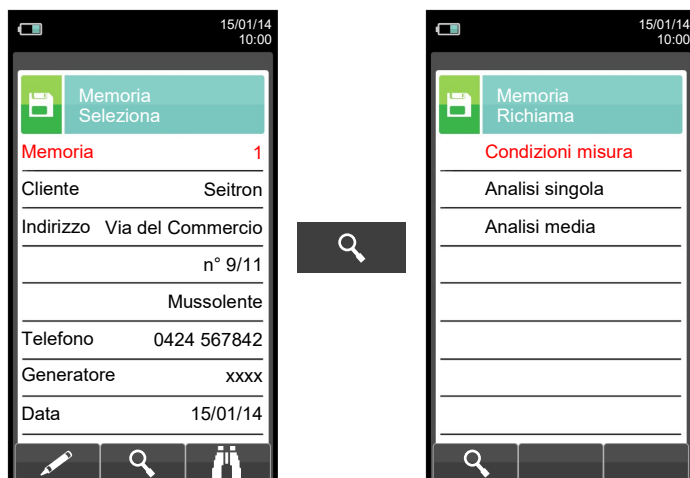 15/01/14
10:00
Memoria
Seleziona
Memoria 1
Cliente Seitron
Indirizzo Via del Commercio
n° 9/11
Mussolente
Telefono 0424 567842
Generatore xxxx
Data 15/01/14
15/01/14
10:00
Memoria
Richiama
Condizioni misura
Analisi singola
Analisi media